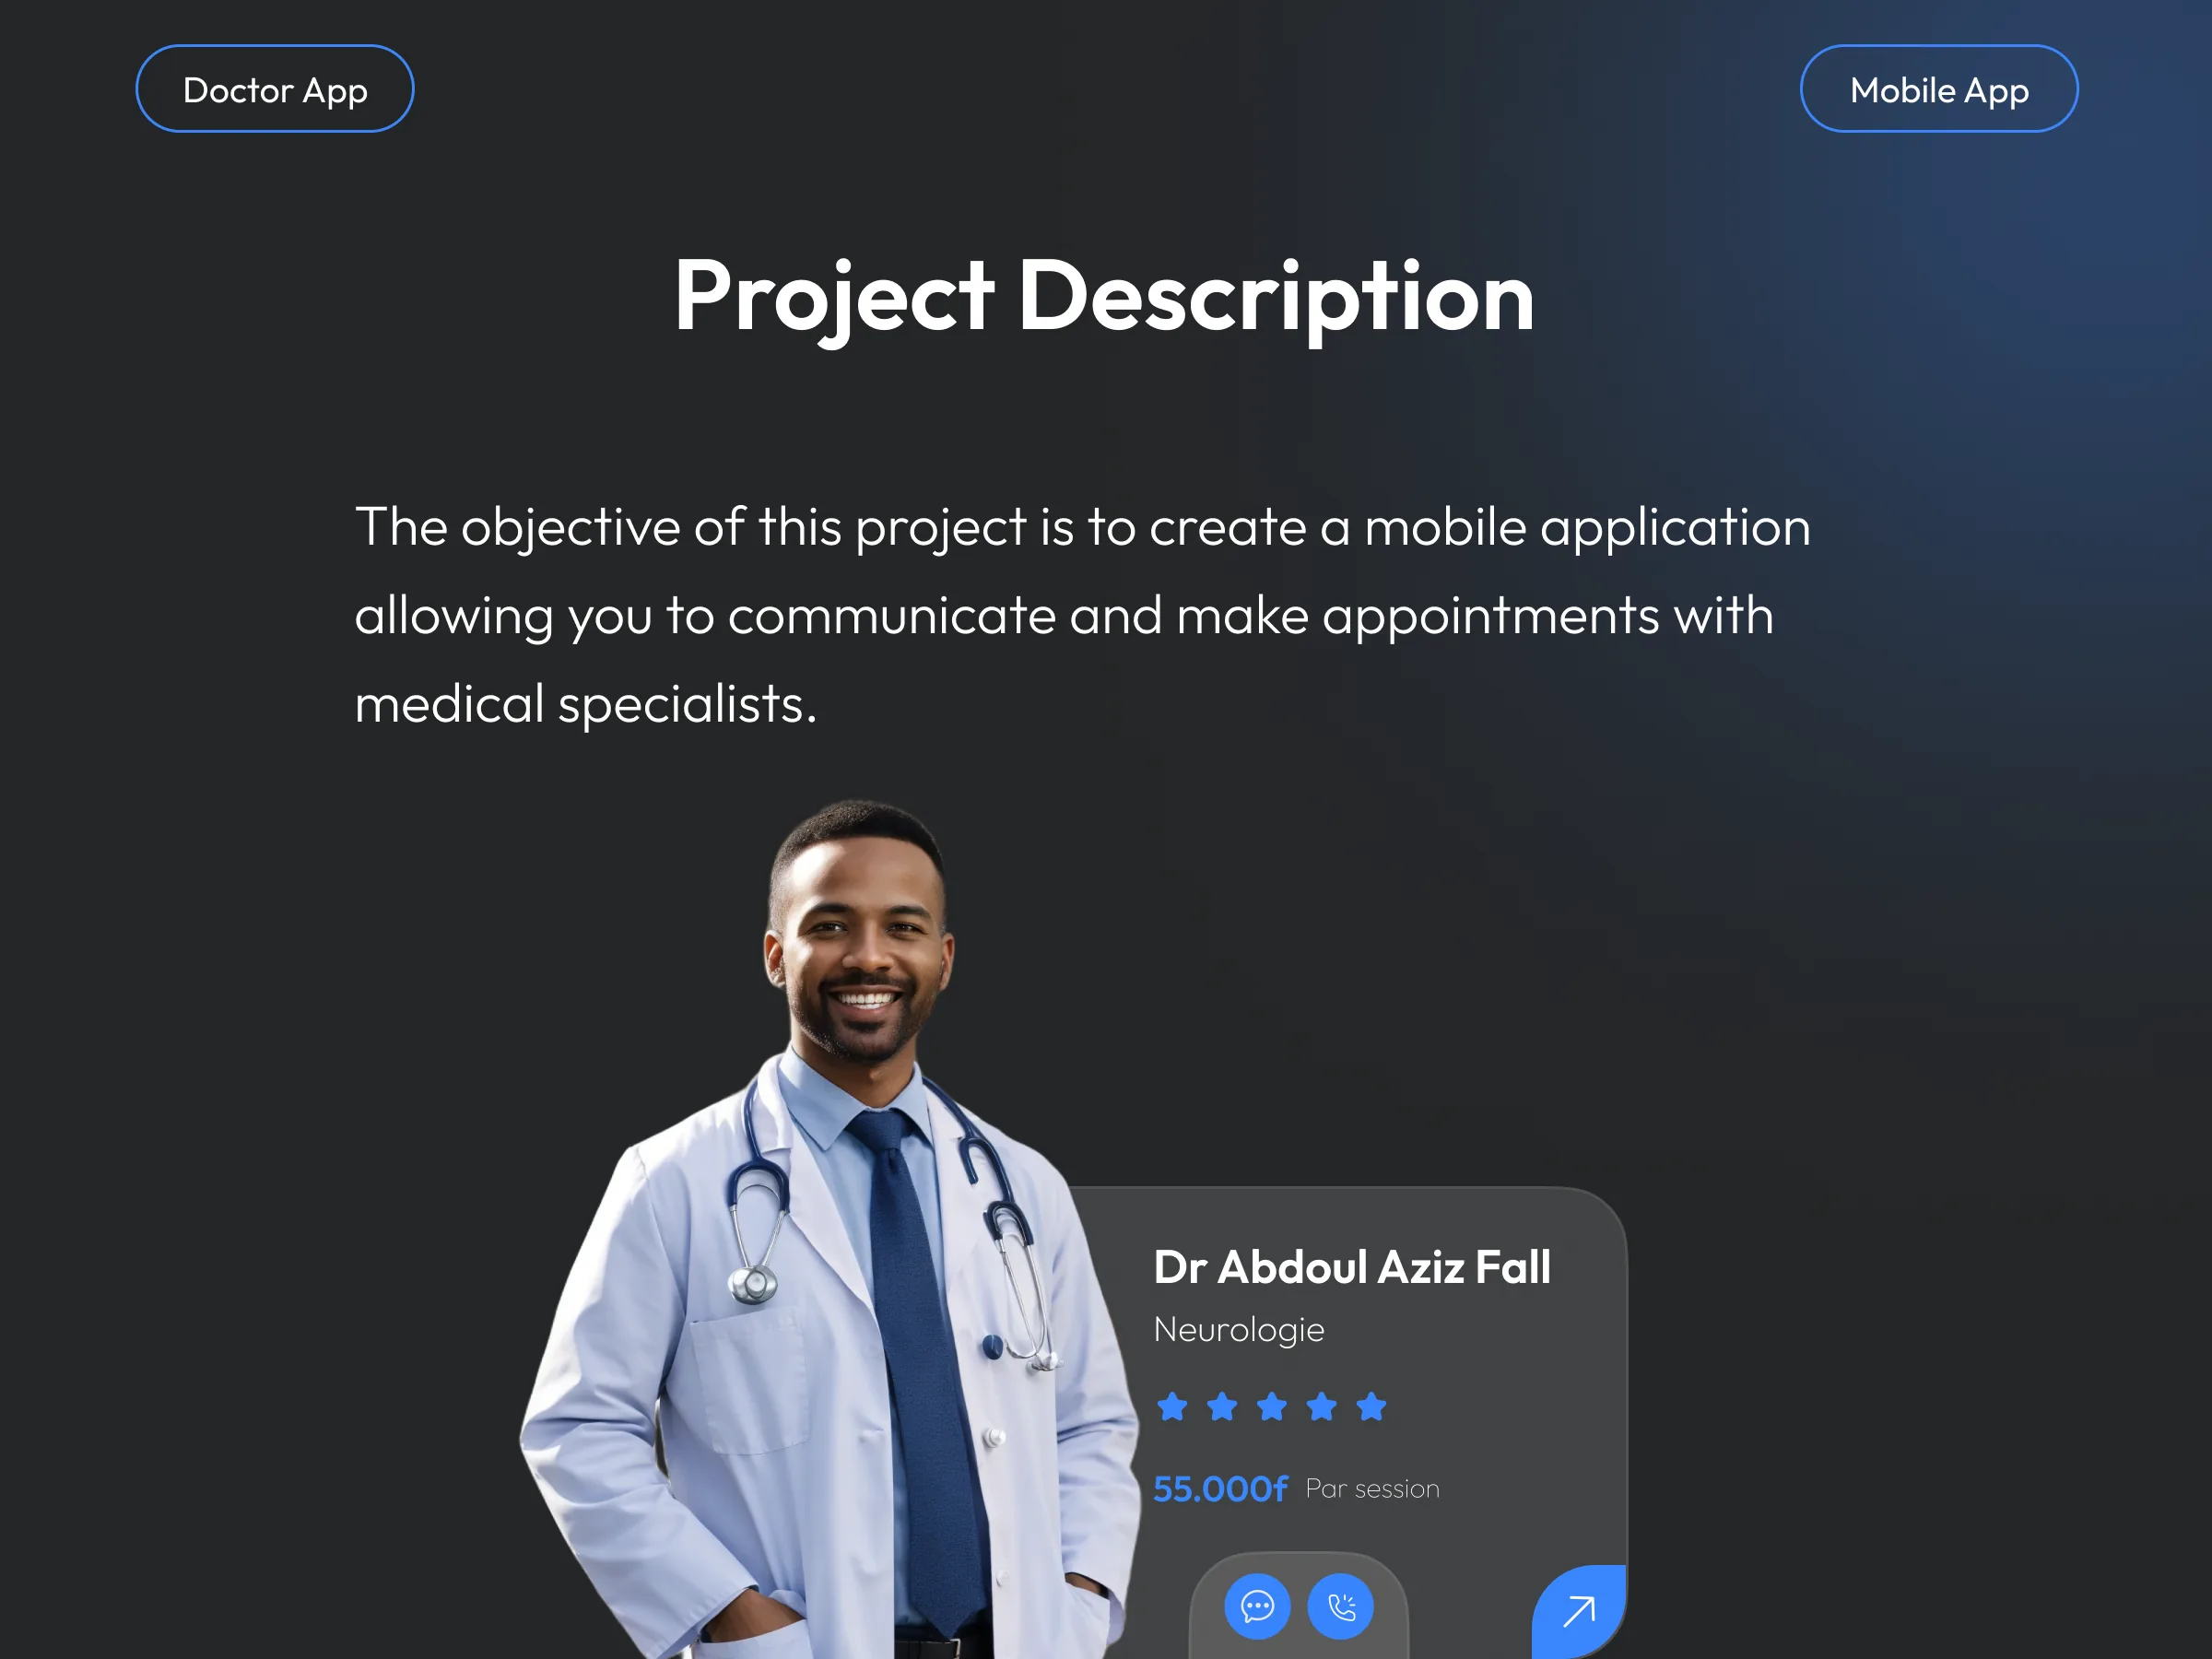 Doctor App
Mobile App
Project Description
The objective of this project is to create a mobile application
allowing you to communicate and make appointments with
medical specialists.
Dr Abdoul Aziz Fall
Neurologie
55.000f Par session